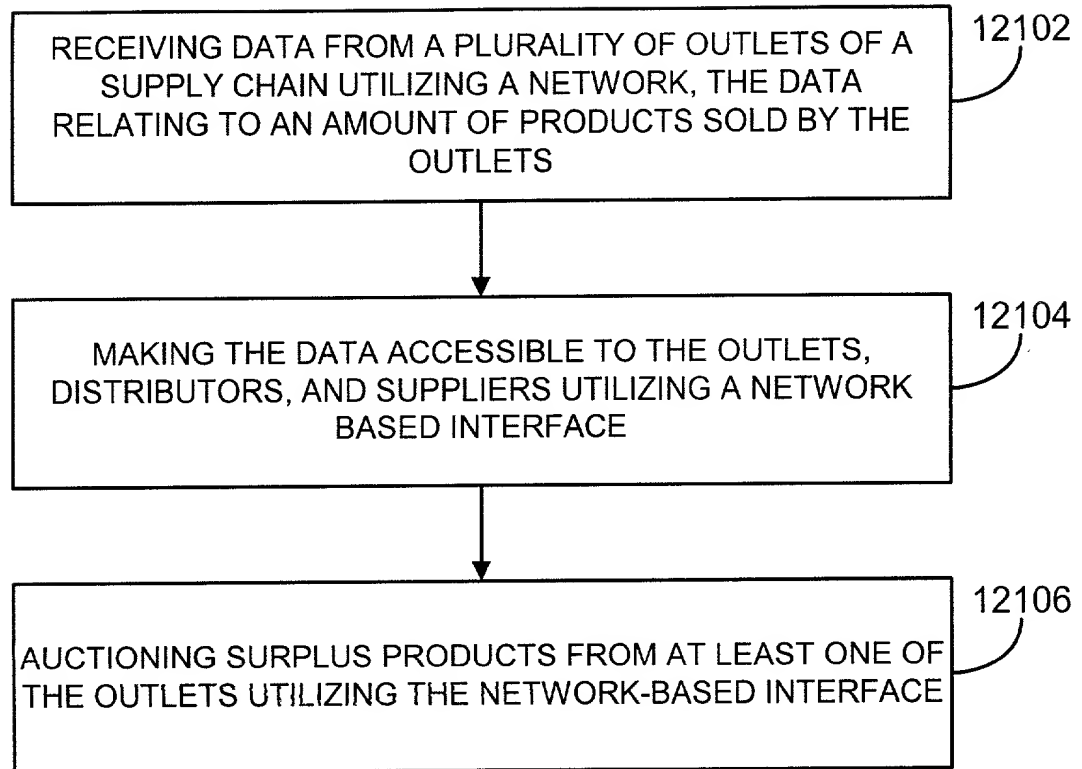 12102
RECEIVING DATA FROM A PLURALITY OF OUTLETS OF A
SUPPLY CHAIN UTILIZING A NETWORK, THE DATA
RELATING TO AN AMOUNT OF PRODUCTS SOLD BY THE
OUTLETS
12104
MAKING THE DATA ACCESSIBLE TO THE OUTLETS,
DISTRIBUTORS, AND SUPPLIERS UTILIZING A NETWORK
BASED INTERFACE
12106
AUCTIONING SURPLUS PRODUCTS FROM AT LEAST ONE OF
THE OUTLETS UTILIZING THE NETWORK-BASED INTERFACE